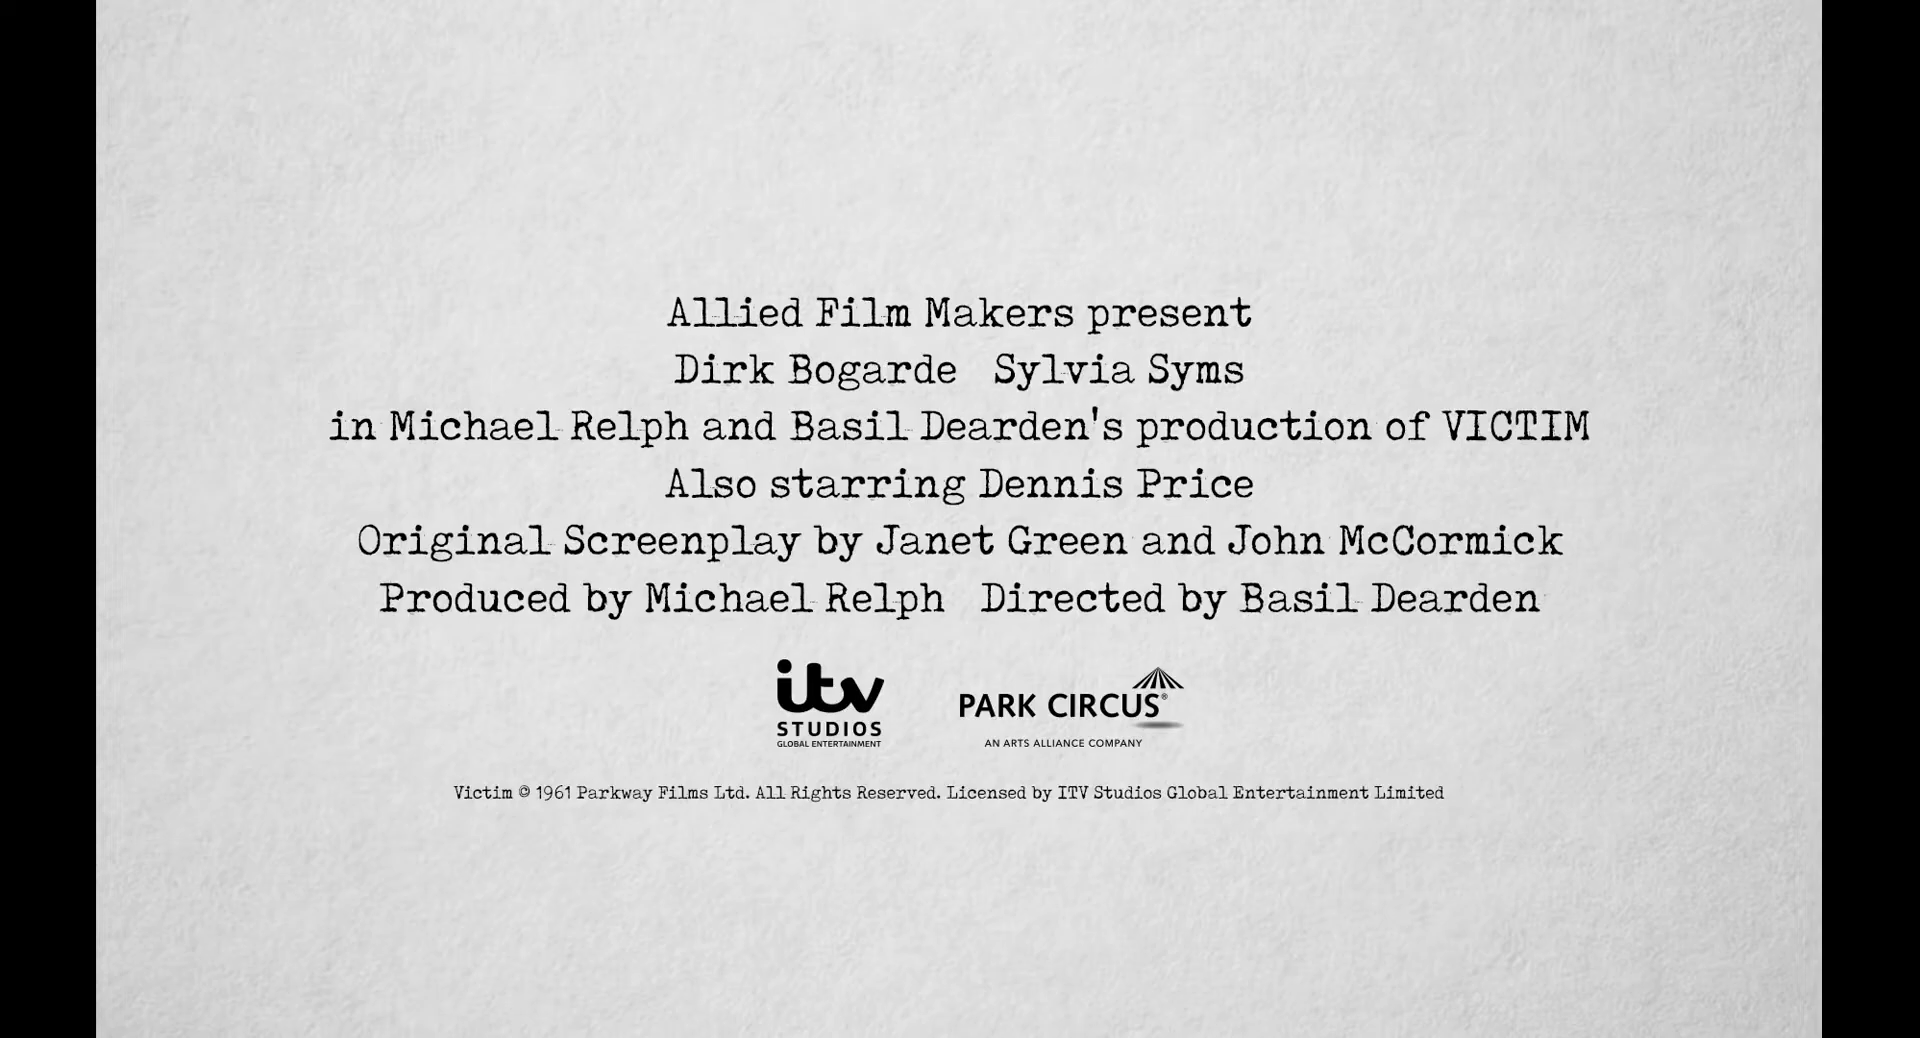 Allied Film Makers present
Dirk Bogarde Sylvia Syms
in Michael Relph and Basil Dearden's production of VICTIM
Also starring Dennis Price
Original Screenplay by Janet Green and John McCormick
Produced by Michael Relph Directed by Basil Dearden
itv STUDIOS GLOBAL ENTERTAINMENT
PARK CIRCUS®
AN ARTS ALLIANCE COMPANY
Victim © 1961 Parkway Films Ltd. All Rights Reserved. Licensed by ITV Studios Global Entertainment Limited